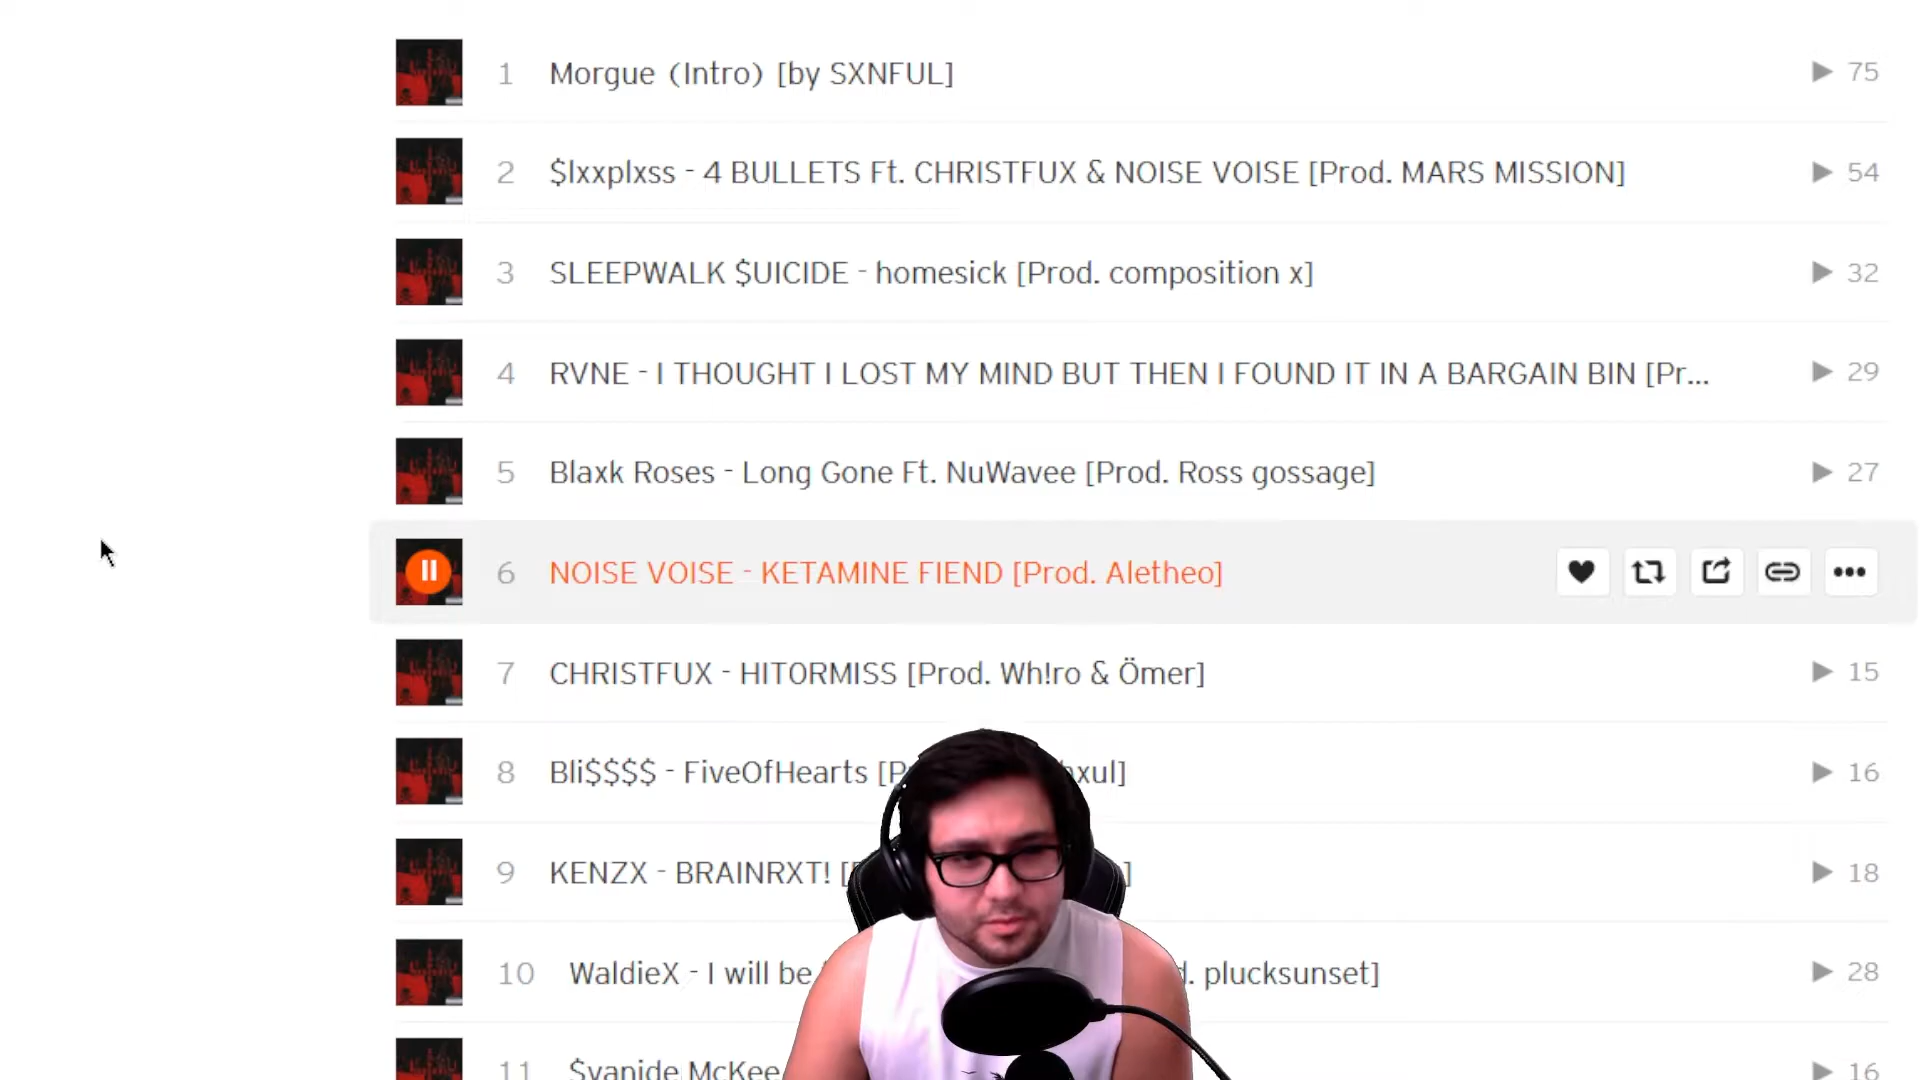 1 Morgue (Intro) [by SXNFUL] 75
2 $lxxplxss - 4 BULLETS Ft. CHRISTFUX & NOISE VOISE [Prod. MARS MISSION] 54
3 SLEEPWALK $UICIDE - homesick [Prod. composition x] 32
4 RVNE - I THOUGHT I LOST MY MIND BUT THEN I FOUND IT IN A BARGAIN BIN [Pr... 29
5 Blaxk Roses - Long Gone Ft. NuWavee [Prod. Ross gossage] 27
6 NOISE VOISE - KETAMINE FIEND [Prod. Aletheo]
7 CHRISTFUX - HITORMISS [Prod. Wh!ro & Ömer] 15
8 Bli$$$$ - FiveOfHearts 16
9 KENZX - BRAINRXT! 18
10 WaldieX - I will be plucksunset] 28
11 $yanide McKee 16